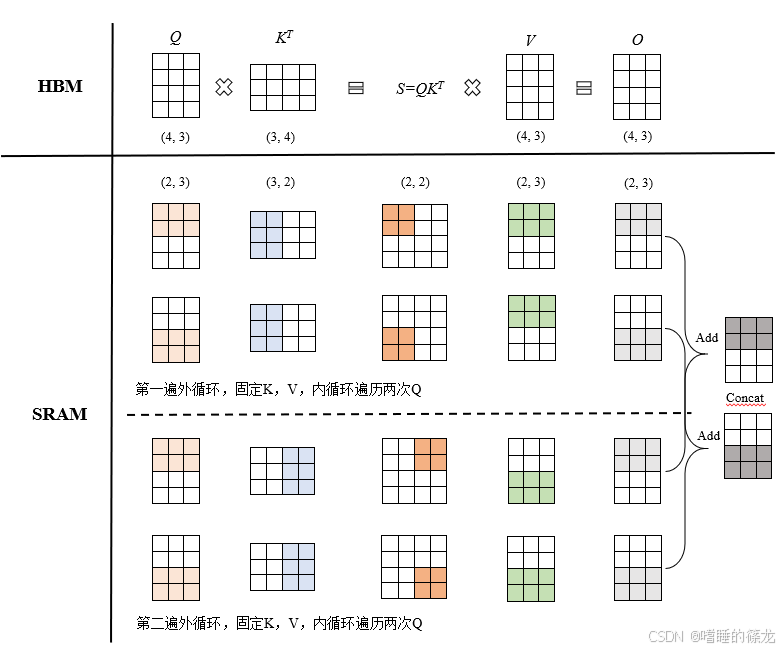 Q
K^T
V
O
HBM
S=QK^T
(4, 3)
(3, 4)
(4, 3)
(4, 3)
(2, 3)
(3, 2)
(2, 2)
(2, 3)
(2, 3)
Add
第一遍外循环，固定K，V，内循环遍历两次Q
Concat
SRAM
Add
第二遍外循环，固定K，V，内循环遍历两次Q
CSDN @嗜睡的篠龙